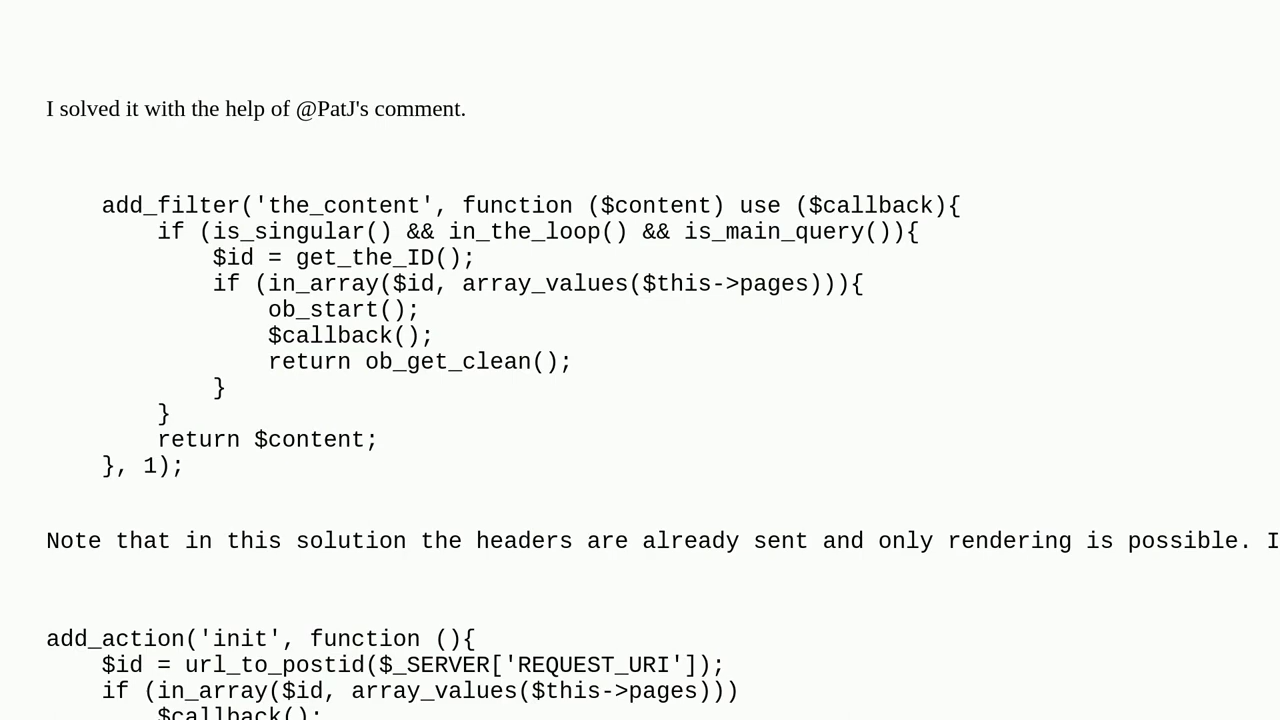 I solved it with the help of @PatJ's comment.
    add_filter('the_content', function ($content) use ($callback){
        if (is_singular() && in_the_loop() && is_main_query()){
            $id = get_the_ID();
            if (in_array($id, array_values($this->pages))){
                ob_start();
                $callback();
                return ob_get_clean();
            }
        }
        return $content;
    }, 1);
Note that in this solution the headers are already sent and only rendering is possible. I
add_action('init', function (){
    $id = url_to_postid($_SERVER['REQUEST_URI']);
    if (in_array($id, array_values($this->pages)))
        $callback();